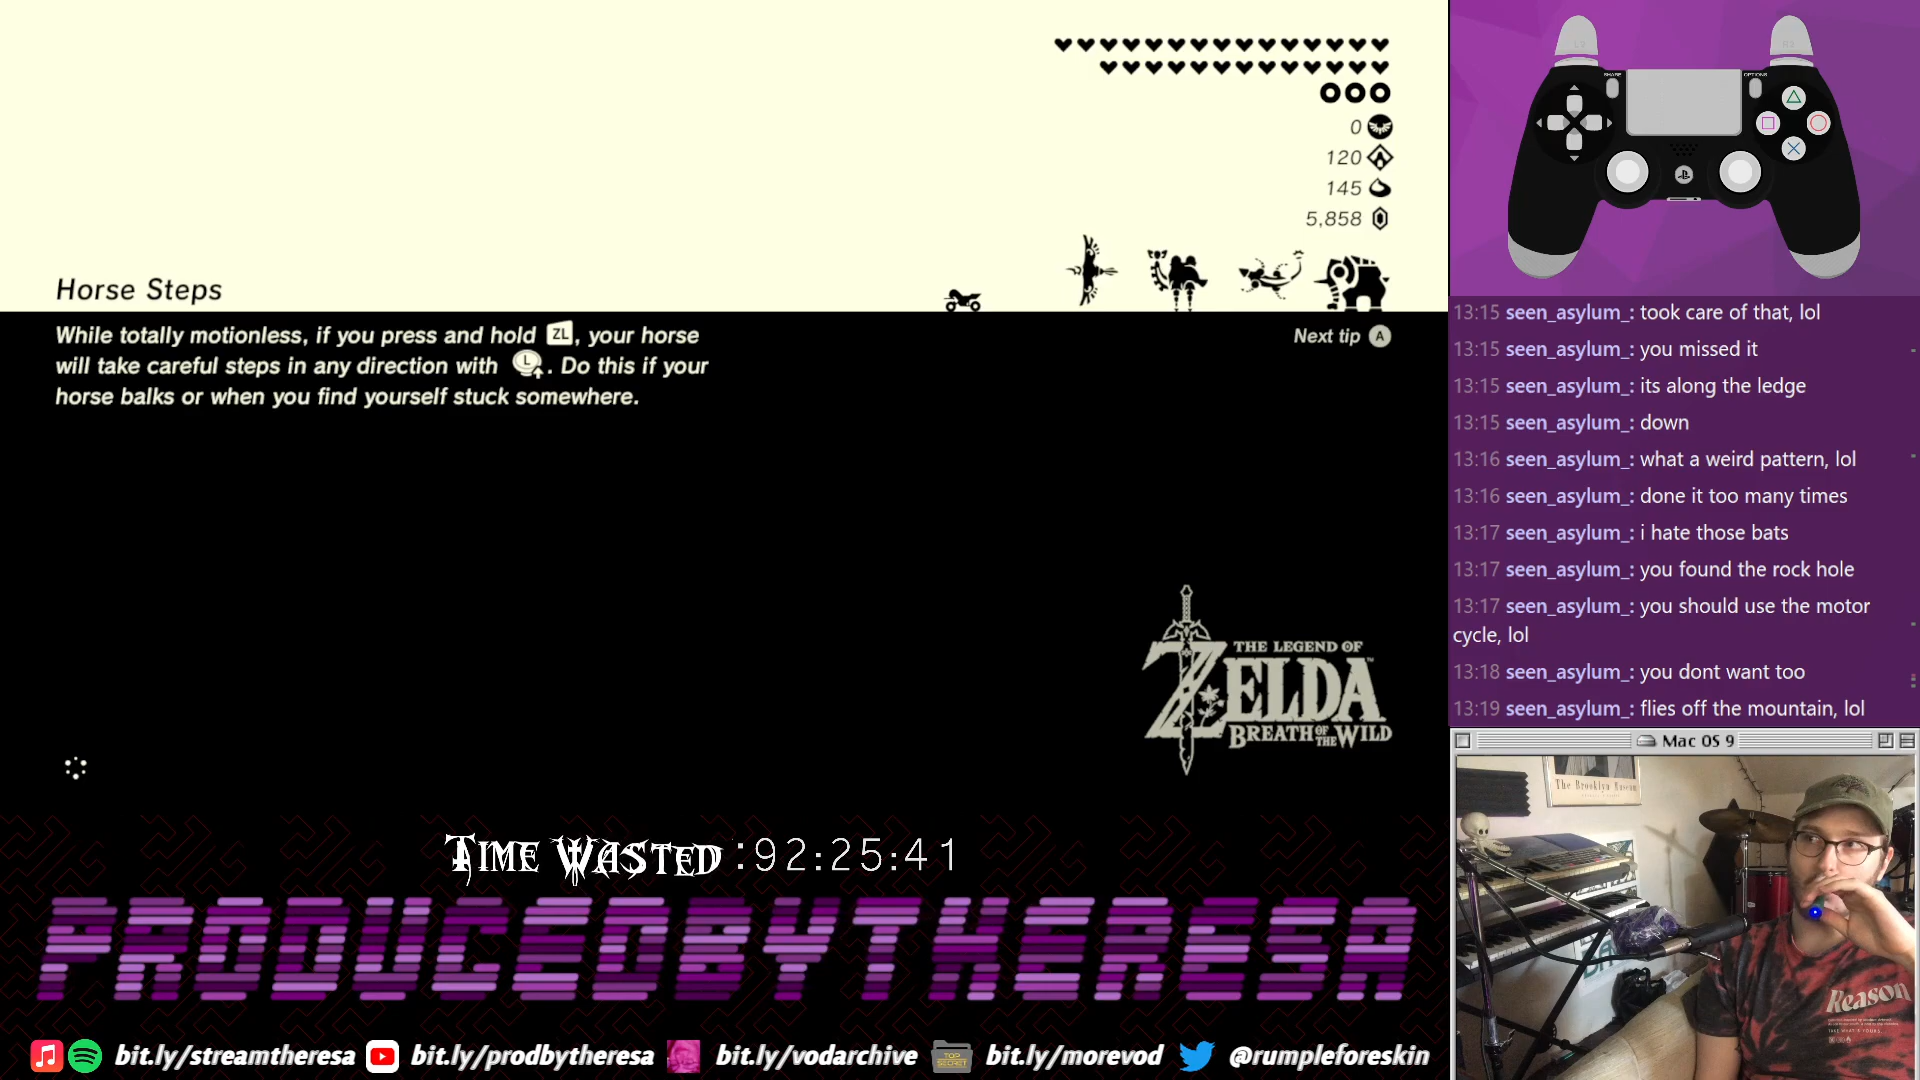 0
120
145
5,858
Horse Steps
While totally motionless, if you press and hold ZL, your horse
will take careful steps in any direction with L. Do this if your
horse balks or when you find yourself stuck somewhere.
Next tip A
THE LEGEND OF
ZELDA
BREATH OF THE WILD
TIME WASTED :92:25:41
PRODUCEDBYTHERESA
bit.ly/streamtheresa
bit.ly/prodbytheresa
bit.ly/vodarchive
TOP SECRET
bit.ly/morevod
@rumpleforeskin
SHARE
OPTIONS
13:15 seen_asylum_: took care of that, lol
13:15 seen_asylum_: you missed it
13:15 seen_asylum_: its along the ledge
13:15 seen_asylum_: down
13:16 seen_asylum_: what a weird pattern, lol
13:16 seen_asylum_: done it too many times
13:17 seen_asylum_: i hate those bats
13:17 seen_asylum_: you found the rock hole
13:17 seen_asylum_: you should use the motor
cycle, lol
13:18 seen_asylum_: you dont want too
13:19 seen_asylum_: flies off the mountain, lol
Mac OS 9
The Brooklyn Museum
Reason